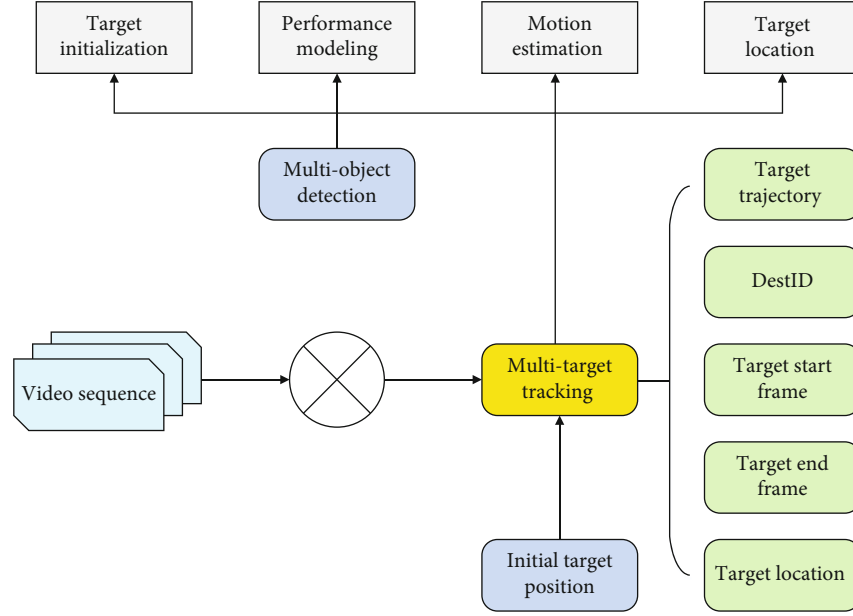 Target
initialization
Performance
modeling
Motion
estimation
Target
location
Multi-object
detection
Target
trajectory
DestID
Video sequence
Multi-target
tracking
Target start
frame
Target end
frame
Initial target
position
Target location